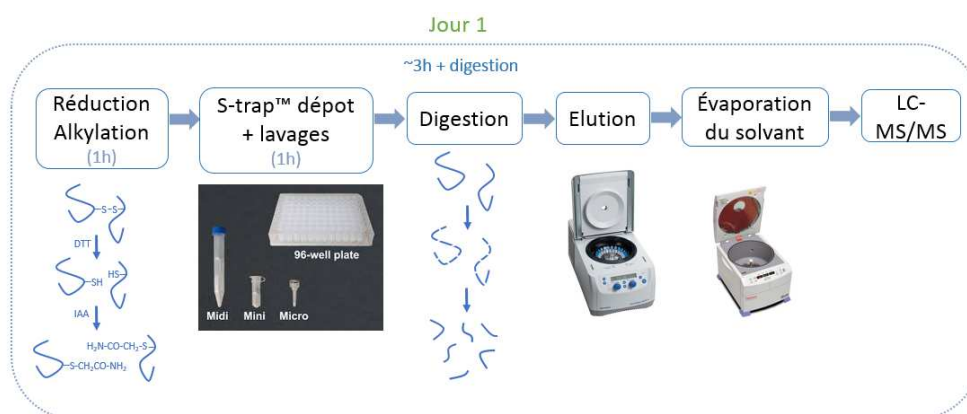 Jour 1
~3h + digestion
Réduction
Alkylation
(1h)
S-trap™ dépot
+ lavages
(1h)
Digestion
Elution
Évaporation
du solvant
LC-
MS/MS
S-S
DTT
SH
HS
IAA
H₂N-CO-CH₂-S
S-CH₂CO-NH₂
96-well plate
Midi
Mini
Micro